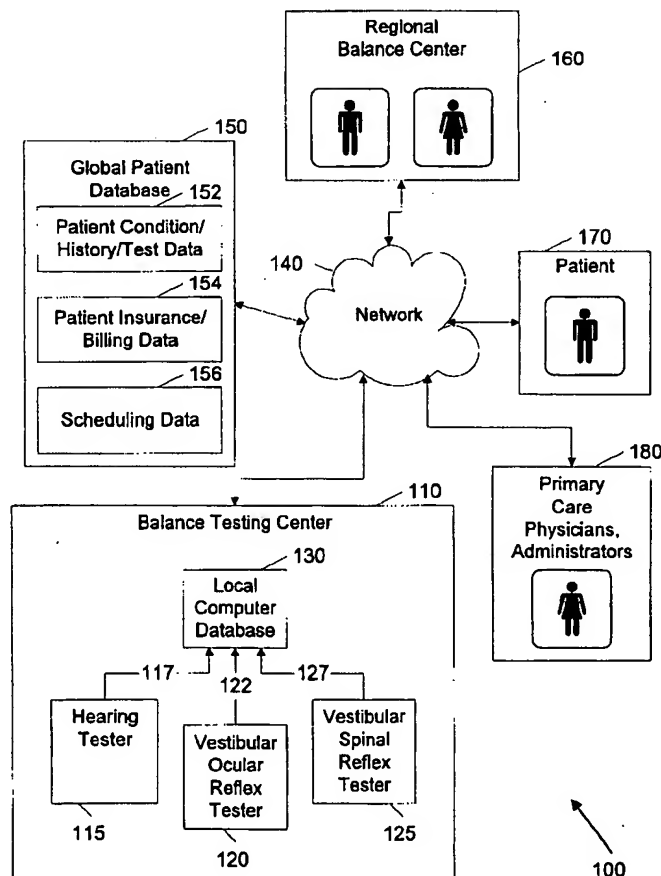 Regional
Balance Center
160
150
Global Patient
Database
152
Patient Condition/
History/Test Data
154
Patient Insurance/
Billing Data
156
Scheduling Data
140
Network
170
Patient
180
Primary
Care
Physicians,
Administrators
110
Balance Testing Center
130
Local
Computer
Database
117
122
127
Hearing
Tester
Vestibular
Ocular
Reflex
Tester
Vestibular
Spinal
Reflex
Tester
115
120
125
100